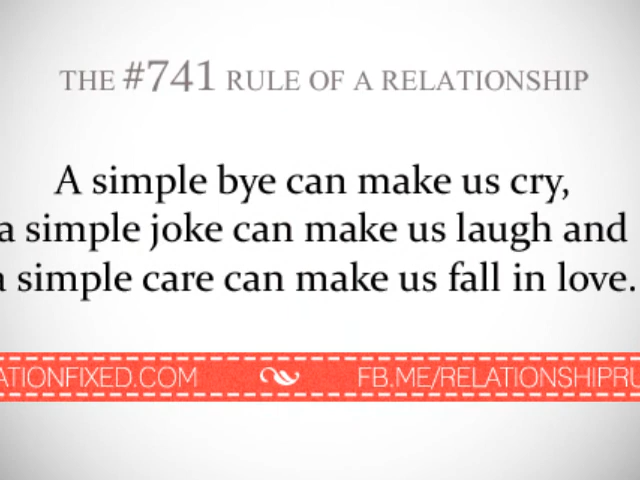 THE #741 RULE OF A RELATIONSHIP
A simple bye can make us cry,
a simple joke can make us laugh and
a simple care can make us fall in love.
ATIONFIXED.COM FB.ME/RELATIONSHIPRU